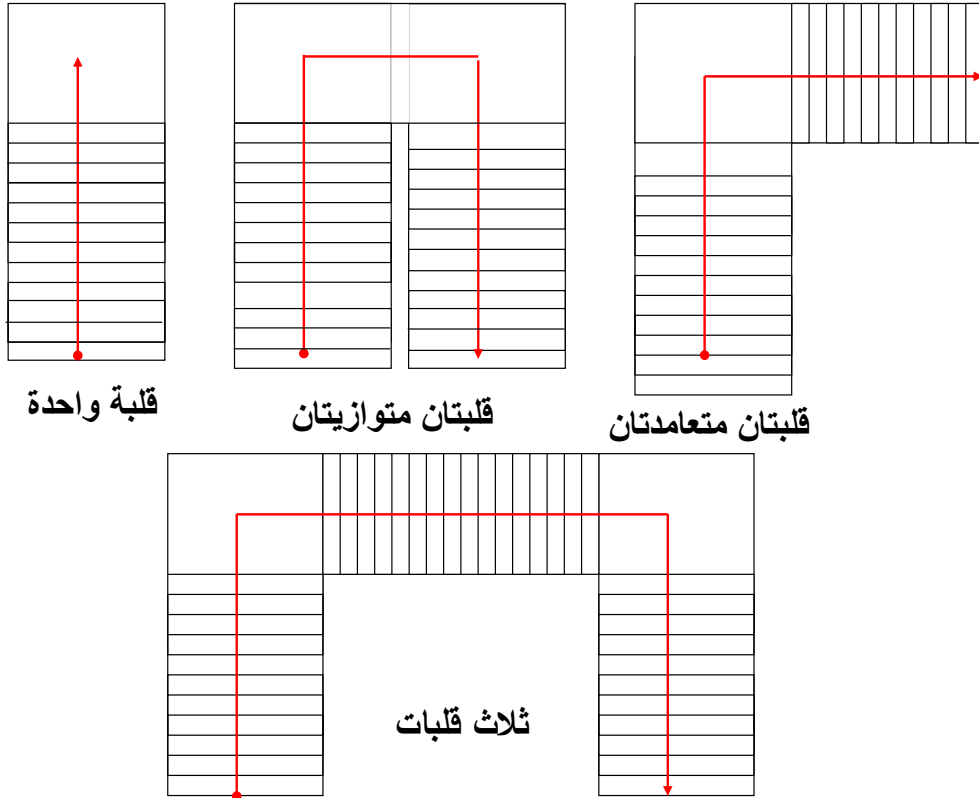 قلبة واحدة
قلبتان متوازيتان
قلبتان متعامدتان
ثلاث قلبات